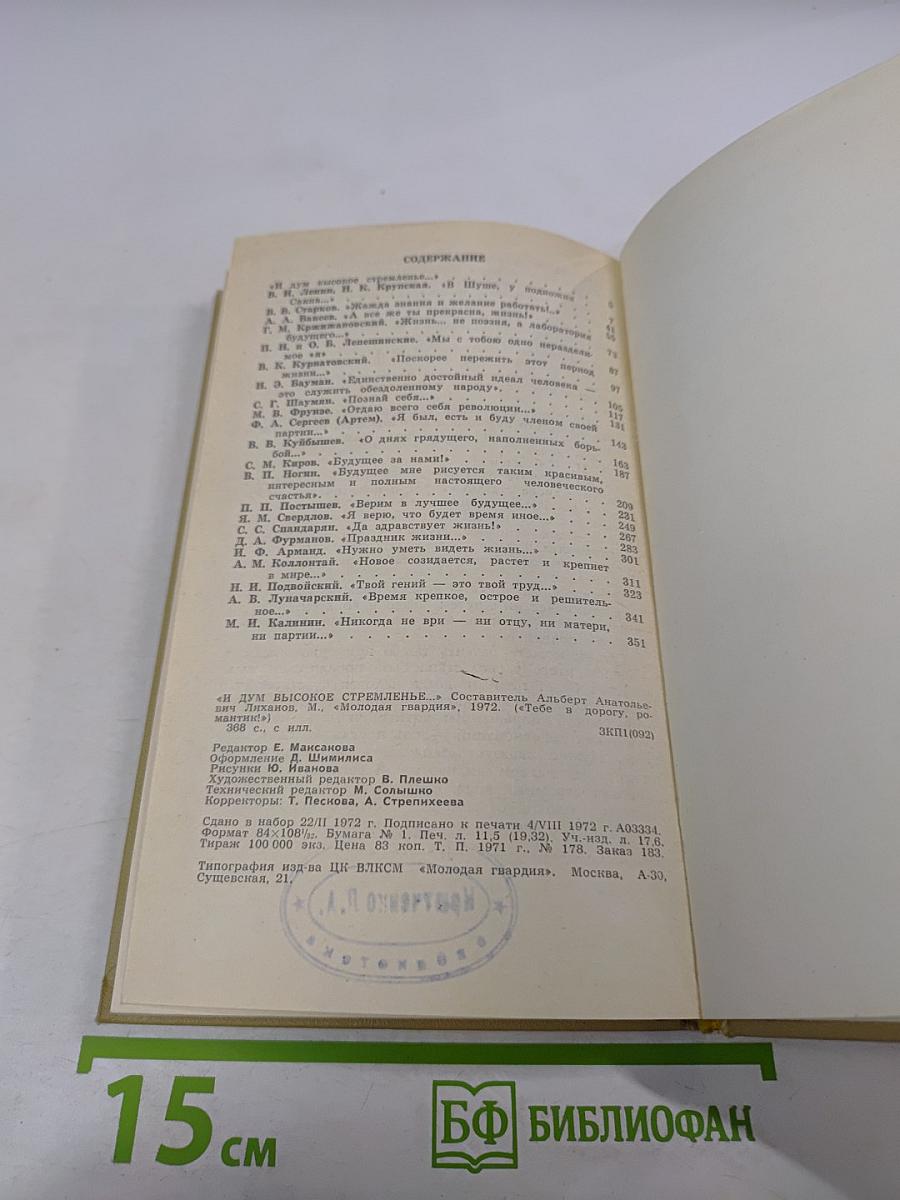 СОДЕРЖАНИЕ
«И дум высокое стремленье...» . . . . . . 5
В. И. Ленин, Н. К. Крупская. «В Шуше, у подножия
Саяна...» . . . . . . . . . . 7
В. В. Старков. «Жажда знания и желание работать!..» . . 41
А. А. Ванеев. «А все же ты прекрасна, жизнь!» . . . 55
Г. М. Кржижановский. «Жизнь... не поэзия, а лаборатория
будущего...» . . . . . . . . . 73
П. Н. и О. Б. Лепешинские. «Мы с тобою одно неразделимое
«я» . . . . . . . . . . 87
В. К. Курнатовский. «Поскорее пережить этот период
жизни...» . . . . . . . . . . 97
Н. Э. Бауман. «Единственно достойный идеал человека —
это служить обездоленному народу». . . . . . 105
С. Г. Шаумян. «Познай себя...» . . . . . . 117
М. В. Фрунзе. «Отдаю всего себя революции...» . . . 131
Ф. А. Сергеев (Артем). «Я был, есть и буду членом своей
партии...» . . . . . . . . . . 143
В. В. Куйбышев. «О днях грядущего, наполненных борь-
бой...» . . . . . . . . . . 163
С. М. Киров. «Будущее за нами!» . . . . . . 187
В. П. Ногин. «Будущее мне рисуется таким красивым,
интересным и полным настоящего человеческого
счастья». . . . . . . . . . . 209
П. П. Постышев. «Верим в лучшее будущее...» . . . 221
Я. М. Свердлов. «Я верю, что будет время иное...» . . . 249
С. С. Спандарян. «Да здравствует жизнь!» . . . . 267
Д. А. Фурманов. «Праздник жизни...» . . . . . 283
И. Ф. Арманд. «Нужно уметь видеть жизнь...» . . . 301
А. М. Коллонтай. «Новое созидается, растет и крепнет
в мире...» . . . . . . . . . . 311
Н. И. Подвойский. «Твой гений — это твой труд...» . . . 323
А. В. Луначарский. «Время крепкое, острое и решитель-
ное...» . . . . . . . . . . 341
М. И. Калинин. «Никогда не ври — ни отцу, ни матери,
ни партии...» . . . . . . . . . 351
«И ДУМ ВЫСОКОЕ СТРЕМЛЕНЬЕ...» Составитель Альберт Анатолье-
вич Лиханов, М., «Молодая гвардия», 1972. («Тебе в дорогу, ро-
мантик!»)
368 с., с илл. ЗКП1(092)
Редактор Е. Максакова
Оформление Д. Шимилиса
Рисунки Ю. Иванова
Художественный редактор В. Плешко
Технический редактор М. Солышко
Корректоры: Т. Пескова, А. Стрепихеева
Сдано в набор 22/II 1972 г. Подписано к печати 4/VIII 1972 г. А03334.
Формат 84×108¹/₃₂. Бумага № 1. Печ. л. 11,5 (19,32). Уч.-изд. л. 17,6.
Тираж 100 000 экз. Цена 83 коп. Т. П. 1971 г., № 178. Заказ 183.
Типография изд-ва ЦК ВЛКСМ «Молодая гвардия». Москва, А-30,
Сущевская, 21.
15 см
БФ БИБЛИОФАН